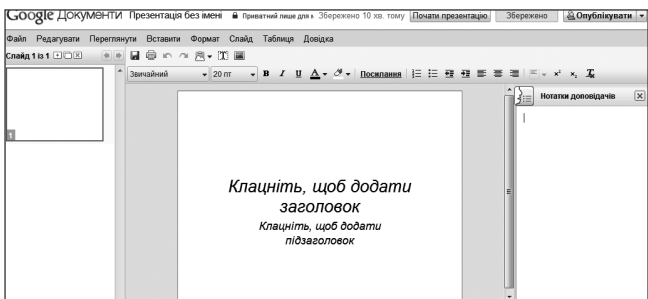 Google Документи Презентація без імені Приватний лише для м Збережено 10 хв. тому Почати презентацію Збережено Опублікувати
Файл Редагувати Переглянути Вставити Формат Слайд Таблиця Довідка
Слайд 1 із 1
Звичайний 20 пт B I U A Посилання x² x₂ T
Нотатки доповідачів
1
Клацніть, щоб додати
заголовок
Клацніть, щоб додати
підзаголовок